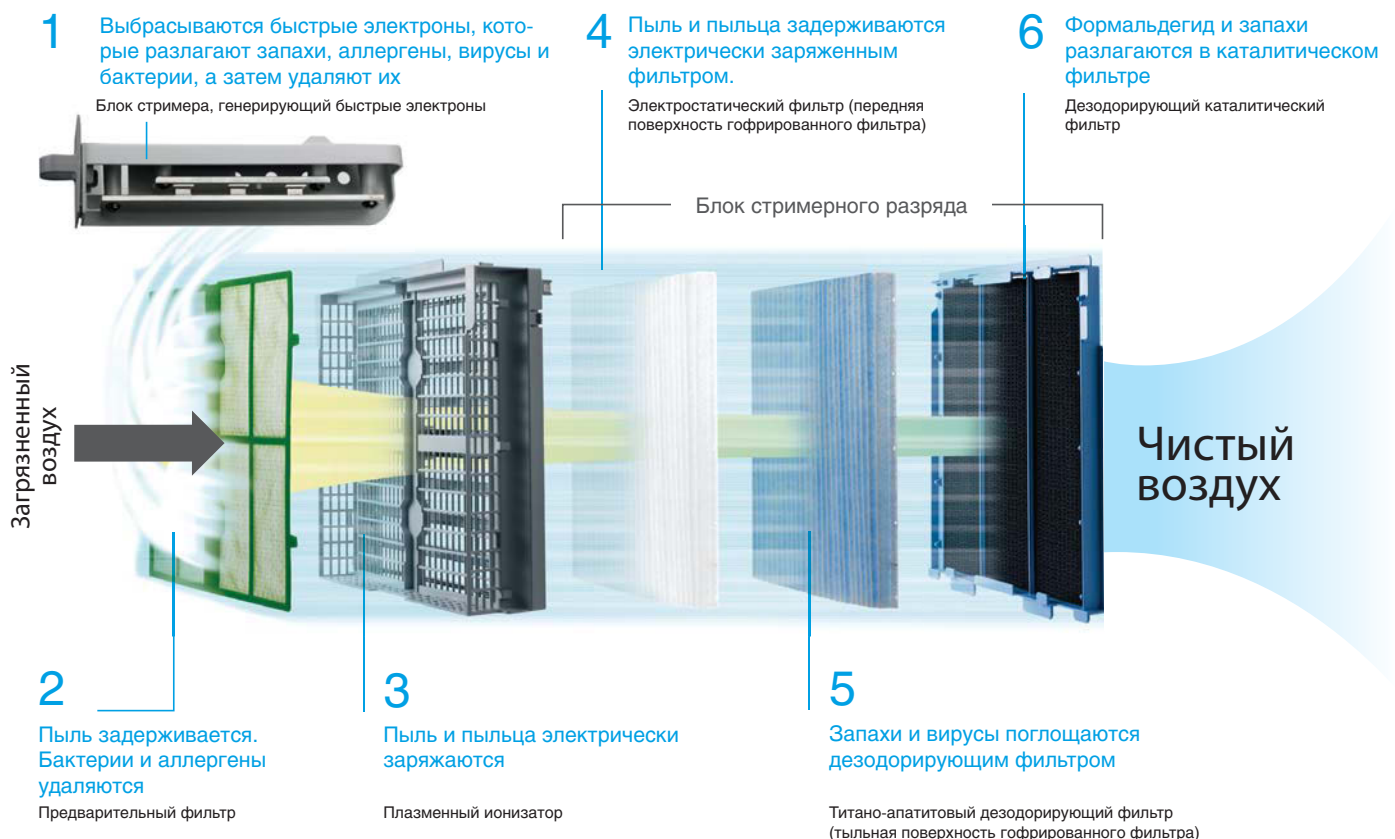 1
Выбрасываются быстрые электроны, кото-
рые разлагают запахи, аллергены, вирусы и
бактерии, а затем удаляют их
Блок стримера, генерирующий быстрые электроны
4
Пыль и пыльца задерживаются
электрически заряженным
фильтром.
Электростатический фильтр (передняя
поверхность гофрированного фильтра)
6
Формальдегид и запахи
разлагаются в каталитическом
фильтре
Дезодорирующий каталитический
фильтр
Блок стримерного разряда
Загрязненный
воздух
Чистый
воздух
2
Пыль задерживается.
Бактерии и аллергены
удаляются
Предварительный фильтр
3
Пыль и пыльца электрически
заряжаются
Плазменный ионизатор
5
Запахи и вирусы поглощаются
дезодорирующим фильтром
Титано-апатитовый дезодорирующий фильтр
(тыльная поверхность гофрированного фильтра)